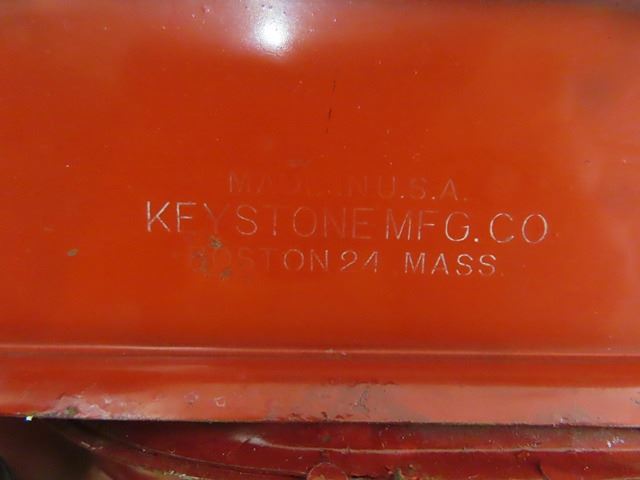 MADE IN U.S.A.
KEYSTONE MFG. CO
BOSTON 24 MASS.